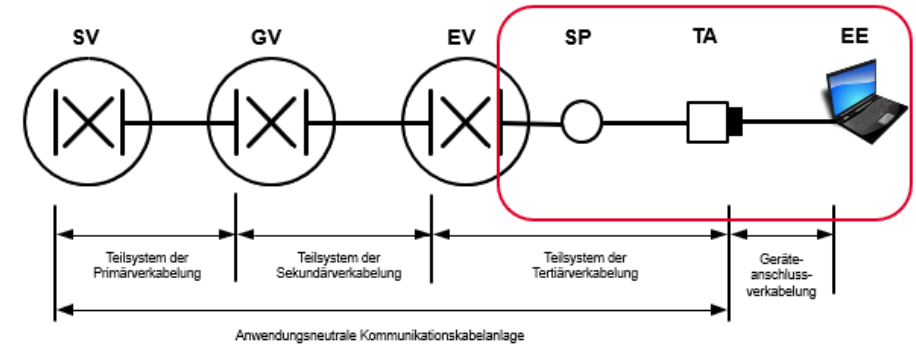 SV GV EV SP TA EE
Teilsystem der
Primärverkabelung
Teilsystem der
Sekundärverkabelung
Teilsystem der
Tertiärverkabelung
Geräte-
anschluss-
verkabelung
Anwendungsneutrale Kommunikationskabelanlage